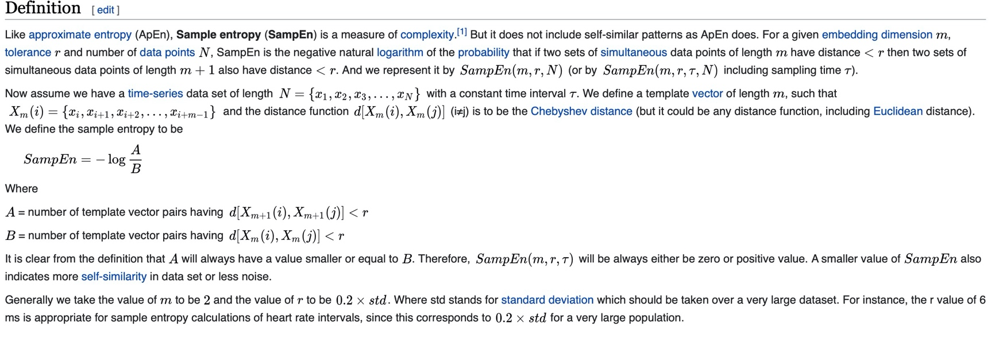 Definition [ edit ]
Like approximate entropy (ApEn), Sample entropy (SampEn) is a measure of complexity.[1] But it does not include self-similar patterns as ApEn does. For a given embedding dimension m,
tolerance r and number of data points N, SampEn is the negative natural logarithm of the probability that if two sets of simultaneous data points of length m have distance < r then two sets of
simultaneous data points of length m + 1 also have distance < r. And we represent it by SampEn(m, r, N) (or by SampEn(m, r, τ, N) including sampling time τ).
Now assume we have a time-series data set of length N = {x₁, x₂, x₃, . . . , x_N} with a constant time interval τ. We define a template vector of length m, such that
X_m(i) = {x_i, x_{i+1}, x_{i+2}, . . . , x_{i+m−1}} and the distance function d[X_m(i), X_m(j)] (i≠j) is to be the Chebyshev distance (but it could be any distance function, including Euclidean distance).
We define the sample entropy to be
SampEn = − log A/B
Where
A = number of template vector pairs having d[X_{m+1}(i), X_{m+1}(j)] < r
B = number of template vector pairs having d[X_m(i), X_m(j)] < r
It is clear from the definition that A will always have a value smaller or equal to B. Therefore, SampEn(m, r, τ) will be always either be zero or positive value. A smaller value of SampEn also
indicates more self-similarity in data set or less noise.
Generally we take the value of m to be 2 and the value of r to be 0.2 × std. Where std stands for standard deviation which should be taken over a very large dataset. For instance, the r value of 6
ms is appropriate for sample entropy calculations of heart rate intervals, since this corresponds to 0.2 × std for a very large population.